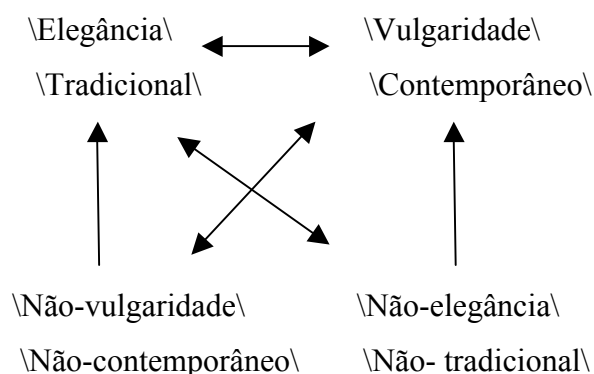 \Elegância\ \Vulgaridade\
\Tradicional\ \Contemporâneo\
\Não-vulgaridade\ \Não-elegância\
\Não-contemporâneo\ \Não- tradicional\